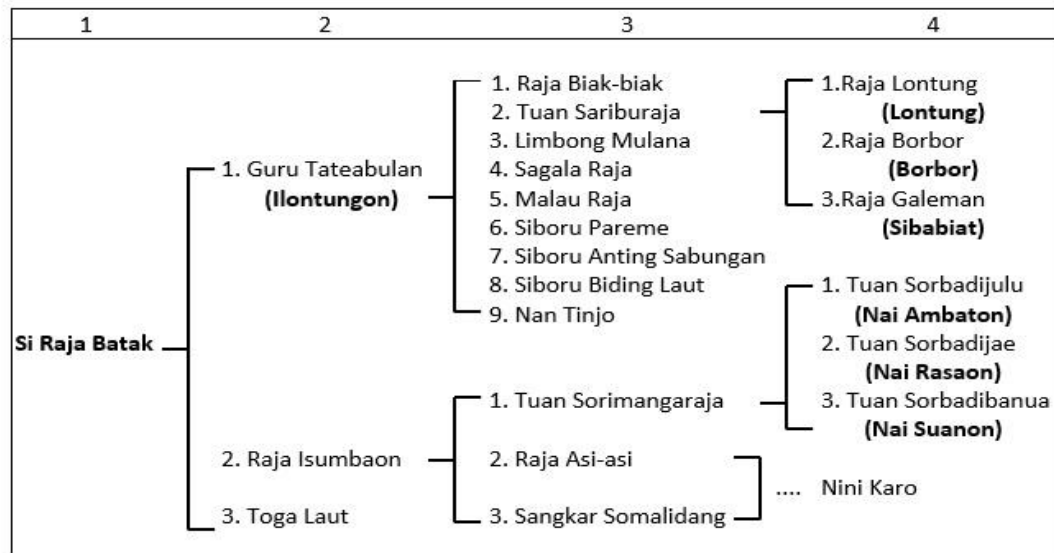 1 2 3 4
1. Raja Biak-biak
2. Tuan Sariburaja
3. Limbong Mulana
4. Sagala Raja
5. Malau Raja
6. Siboru Pareme
7. Siboru Anting Sabungan
8. Siboru Biding Laut
9. Nan Tinjo
1.Raja Lontung
(Lontung)
2.Raja Borbor
(Borbor)
3.Raja Galeman
(Sibabiat)
1. Guru Tateabulan
(Ilontungon)
Si Raja Batak
1. Tuan Sorbadijulu
(Nai Ambaton)
2. Tuan Sorbadijae
(Nai Rasaon)
3. Tuan Sorbadibanua
(Nai Suanon)
1. Tuan Sorimangaraja
2. Raja Isumbaon
2. Raja Asi-asi
.... Nini Karo
3. Toga Laut
3. Sangkar Somalidang